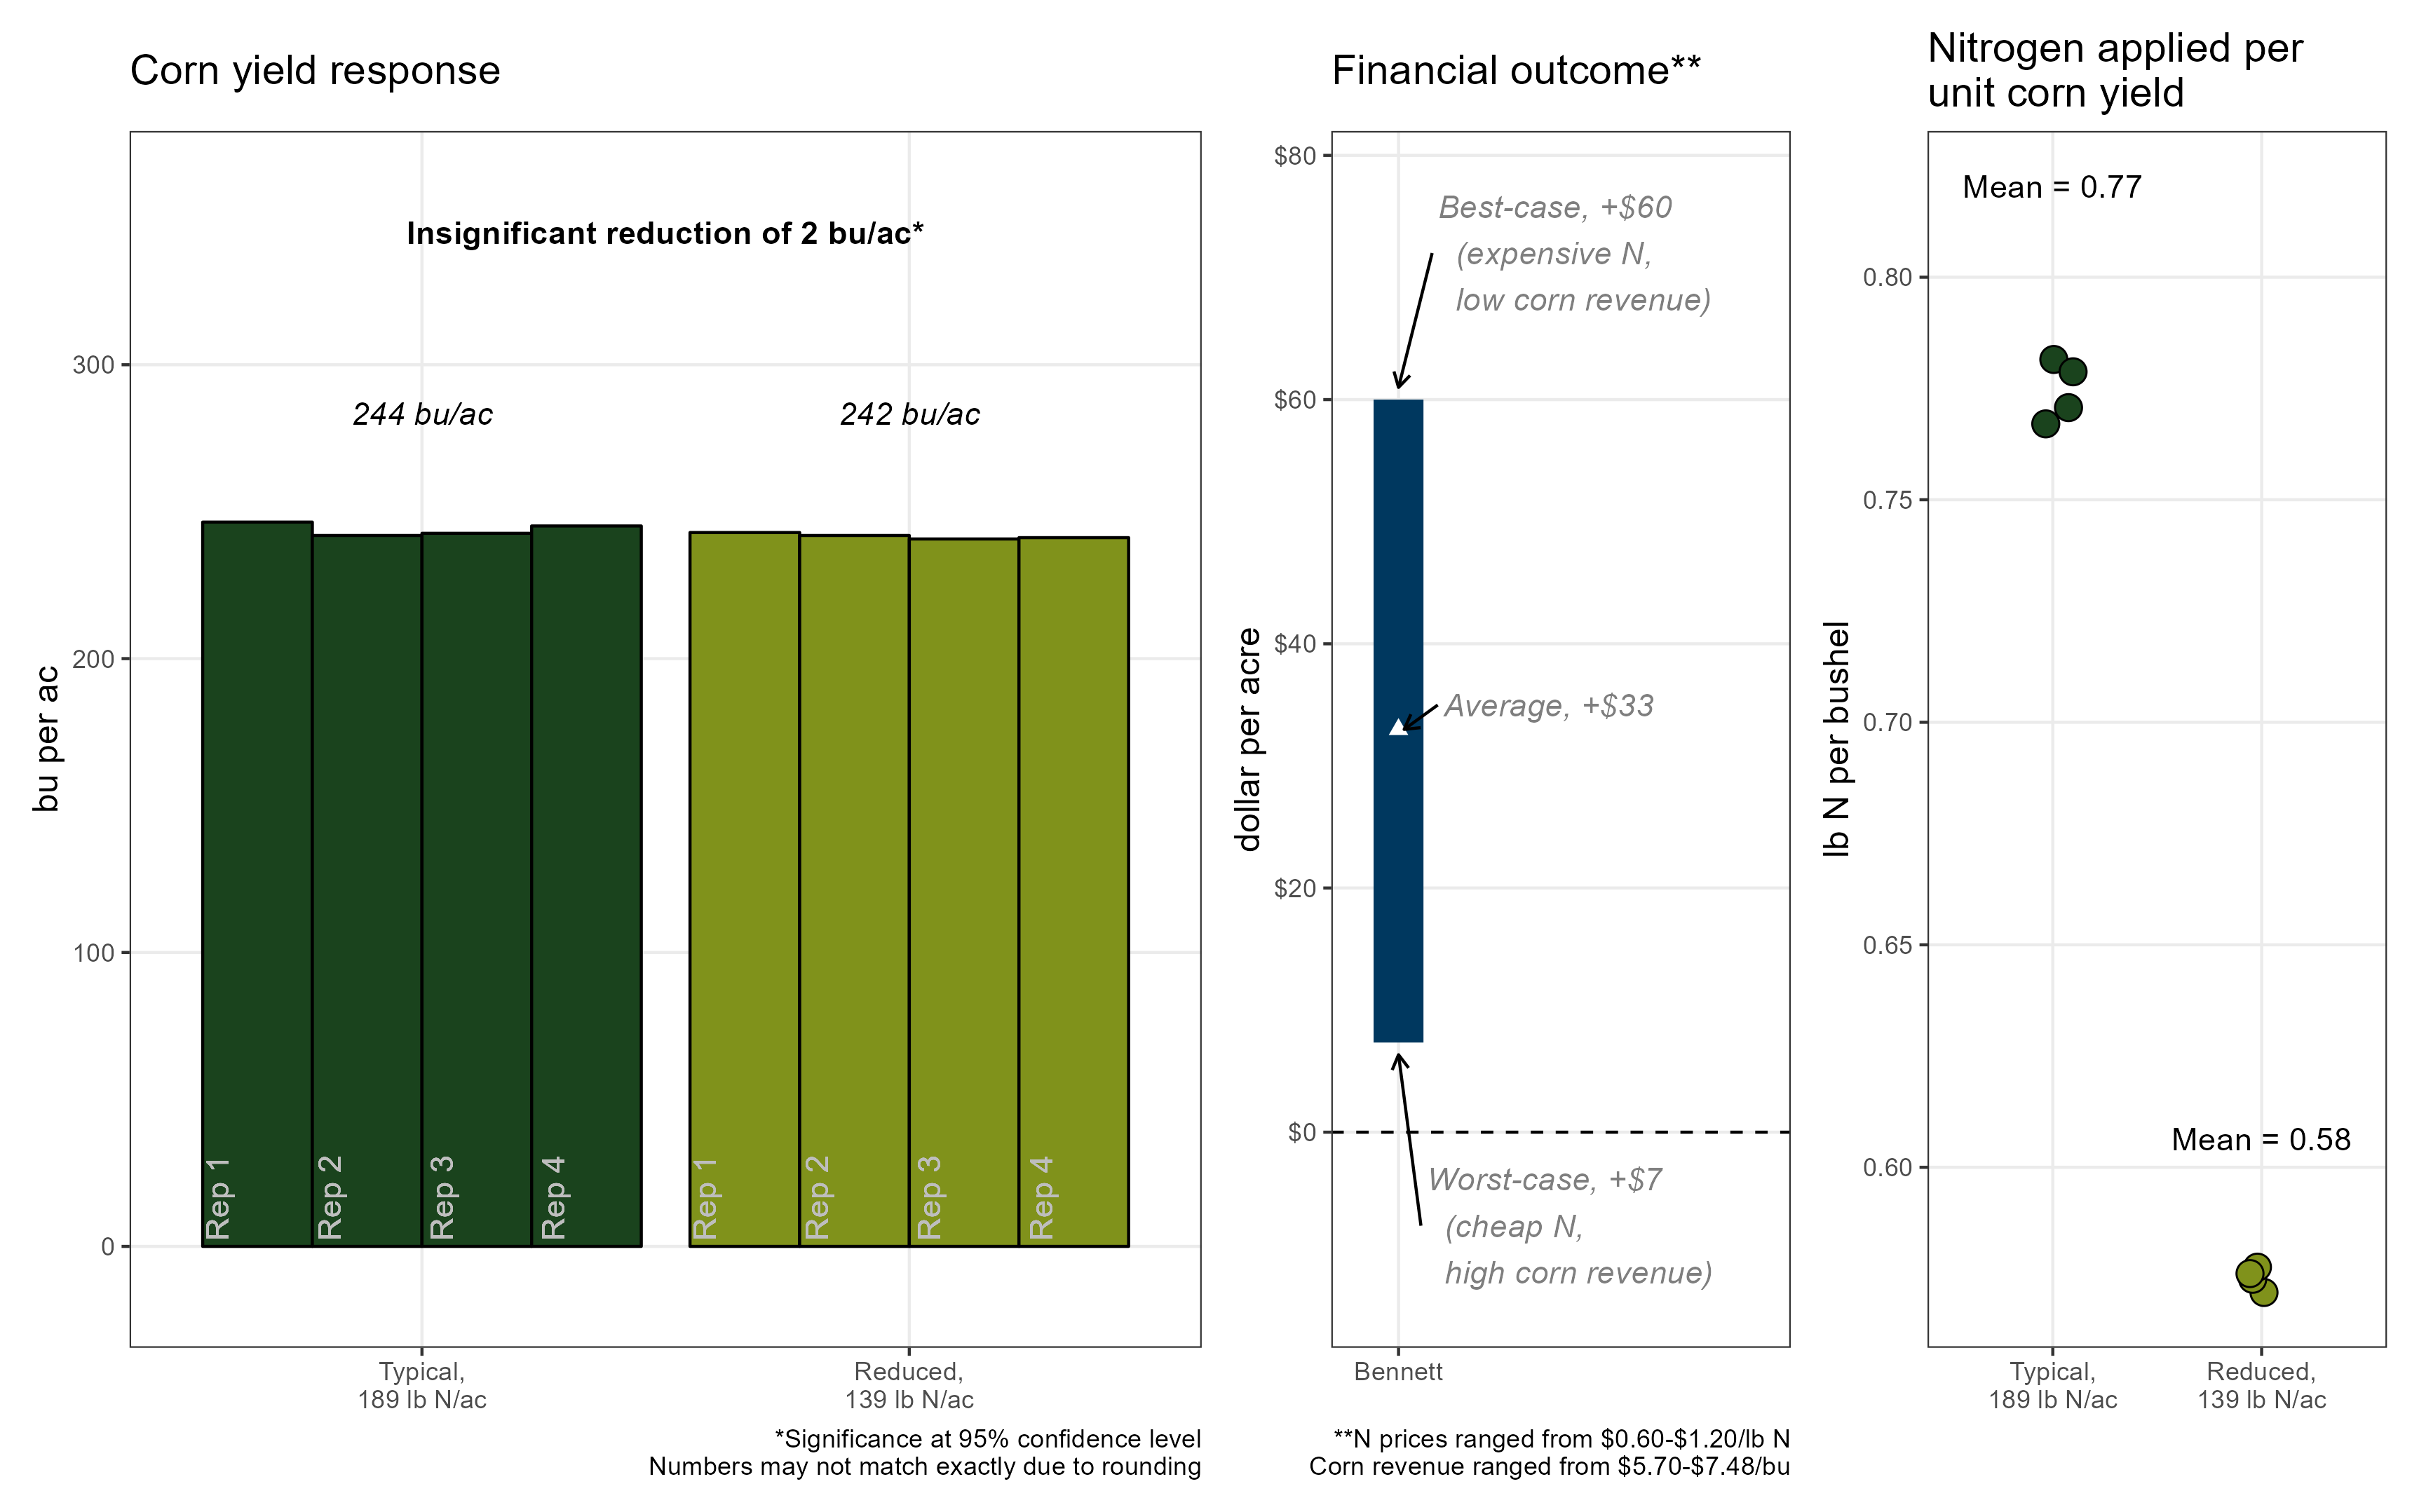 Corn yield response
Insignificant reduction of 2 bu/ac*
244 bu/ac
242 bu/ac
bu per ac
300
200
100
0
Rep 1
Rep 2
Rep 3
Rep 4
Rep 1
Rep 2
Rep 3
Rep 4
Typical,
189 lb N/ac
Reduced,
139 lb N/ac
*Significance at 95% confidence level
Numbers may not match exactly due to rounding
Financial outcome**
dollar per acre
$80
$60
$40
$20
$0
Best-case, +$60
(expensive N,
low corn revenue)
Average, +$33
Worst-case, +$7
(cheap N,
high corn revenue)
Bennett
**N prices ranged from $0.60-$1.20/lb N
Corn revenue ranged from $5.70-$7.48/bu
Nitrogen applied per
unit corn yield
lb N per bushel
0.80
0.75
0.70
0.65
0.60
Mean = 0.77
Mean = 0.58
Typical,
189 lb N/ac
Reduced,
139 lb N/ac